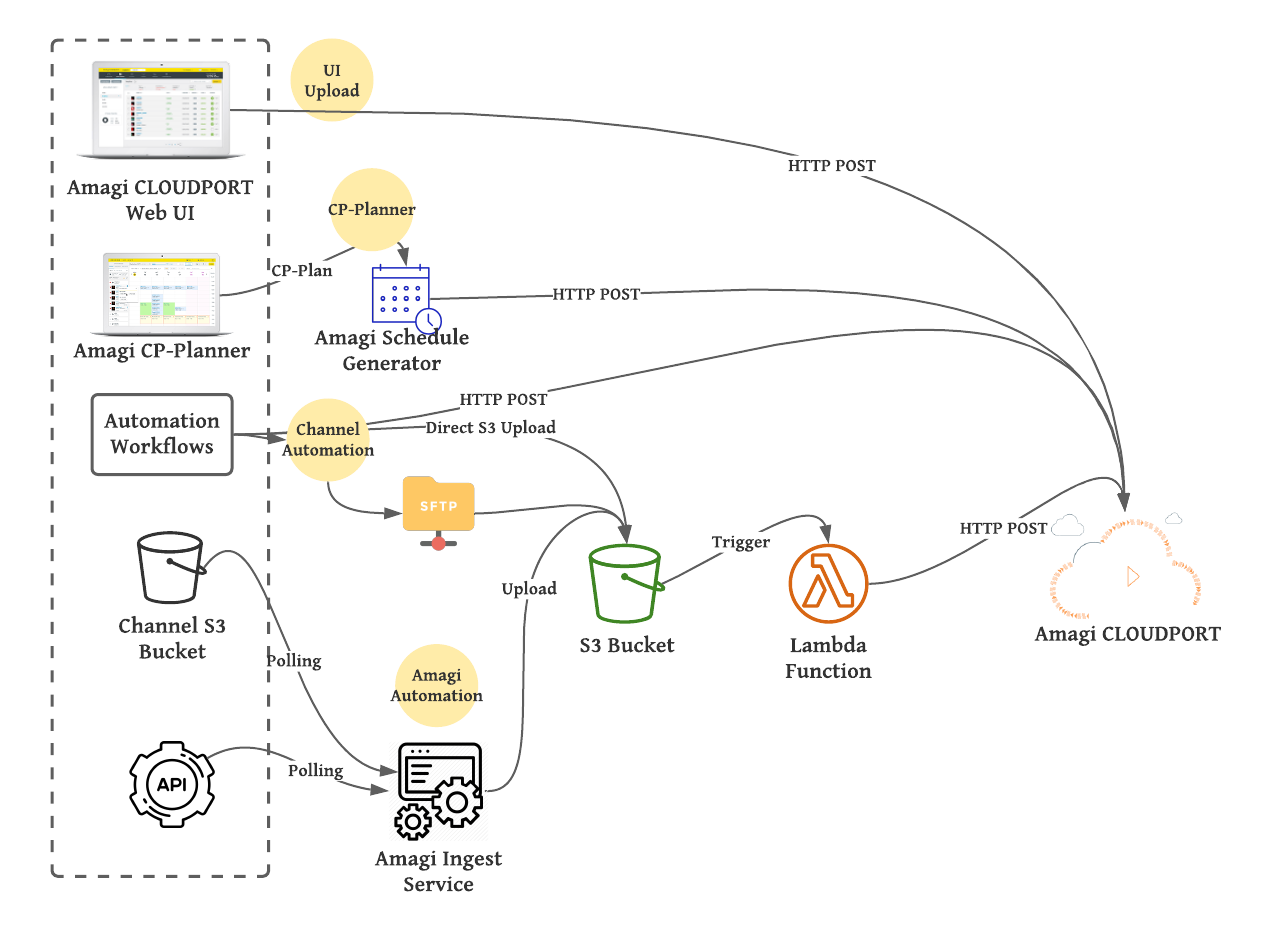 UI
Upload
HTTP POST
Amagi CLOUDPORT
Web UI
CP-Planner
CP-Plan
HTTP POST
Amagi Schedule
Generator
Amagi CP-Planner
HTTP POST
Automation
Workflows
Channel
Automation
Direct S3 Upload
SFTP
HTTP POST
Trigger
Upload
Channel S3
Bucket
S3 Bucket
Lambda
Function
Amagi CLOUDPORT
Polling
Amagi
Automation
Polling
API
Amagi Ingest
Service